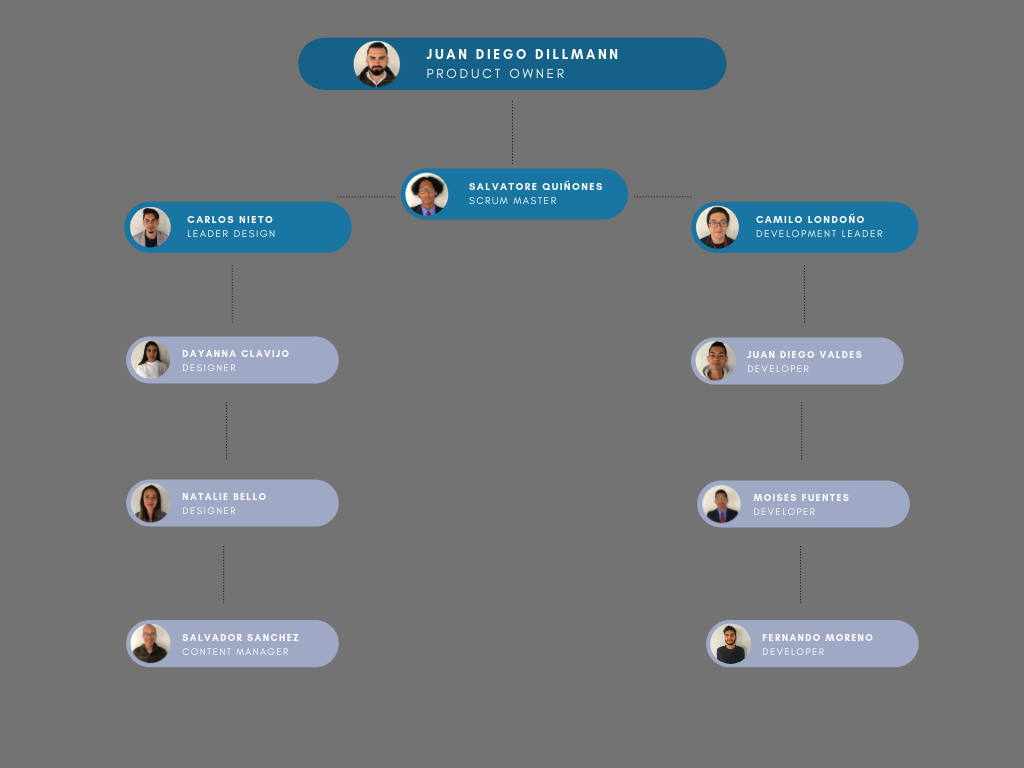 JUAN DIEGO DILLMANN
PRODUCT OWNER
SALVATORE QUIÑONES
SCRUM MASTER
CARLOS NIETO
LEADER DESIGN
CAMILO LONDOÑO
DEVELOPMENT LEADER
DAYANNA CLAVIJO
DESIGNER
JUAN DIEGO VALDES
DEVELOPER
NATALIE BELLO
DESIGNER
MOISES FUENTES
DEVELOPER
SALVADOR SANCHEZ
CONTENT MANAGER
FERNANDO MORENO
DEVELOPER